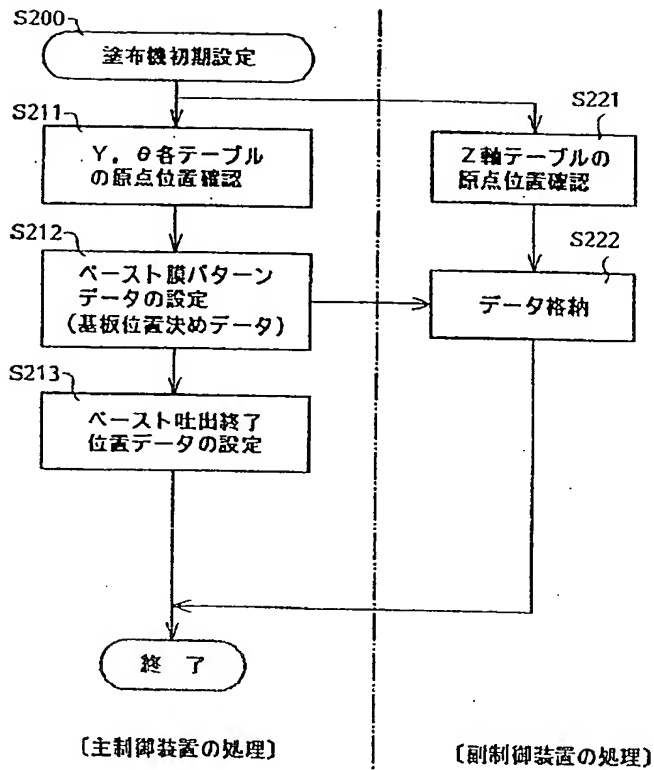 S200
塗布機初期設定
S211
Y，θ各テーブル
の原点位置確認
S221
Z軸テーブルの
原点位置確認
S212
ペースト膜パターン
データの設定
(基板位置決めデータ)
S222
データ格納
S213
ペースト吐出終了
位置データの設定
終 了
〔主制御装置の処理〕
〔副制御装置の処理〕